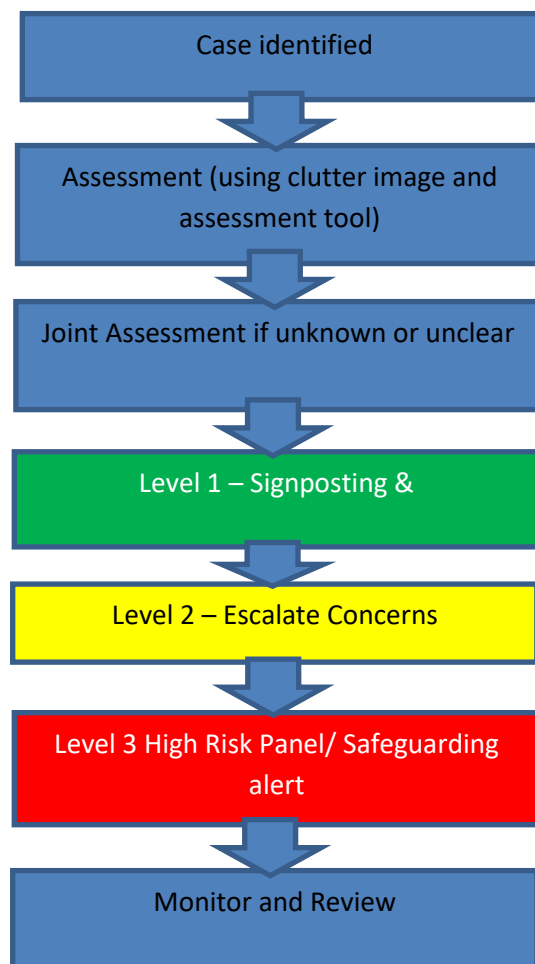 Case identified
Assessment (using clutter image and
assessment tool)
Joint Assessment if unknown or unclear
Level 1 – Signposting &
Level 2 – Escalate Concerns
Level 3 High Risk Panel/ Safeguarding
alert
Monitor and Review